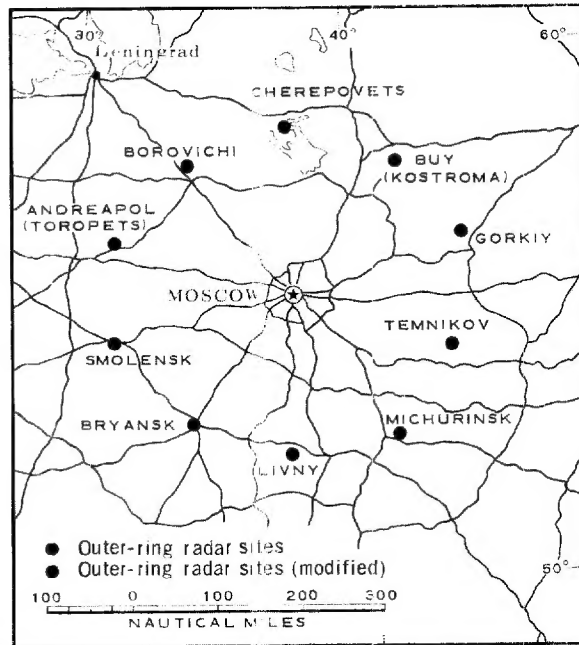 30°
40°
60°
Leningrad
CHEREPOVETS
BOROVICHI
BUY
(KOSTROMA)
ANDREAPOL
(TOROPETS)
GORKIY
MOSCOW
TEMNIKOV
SMOLENSK
BRYANSK
MICHURINSK
LIVNY
Outer-ring radar sites
Outer-ring radar sites (modified)
50°
100 0 100 200 300
NAUTICAL MILES